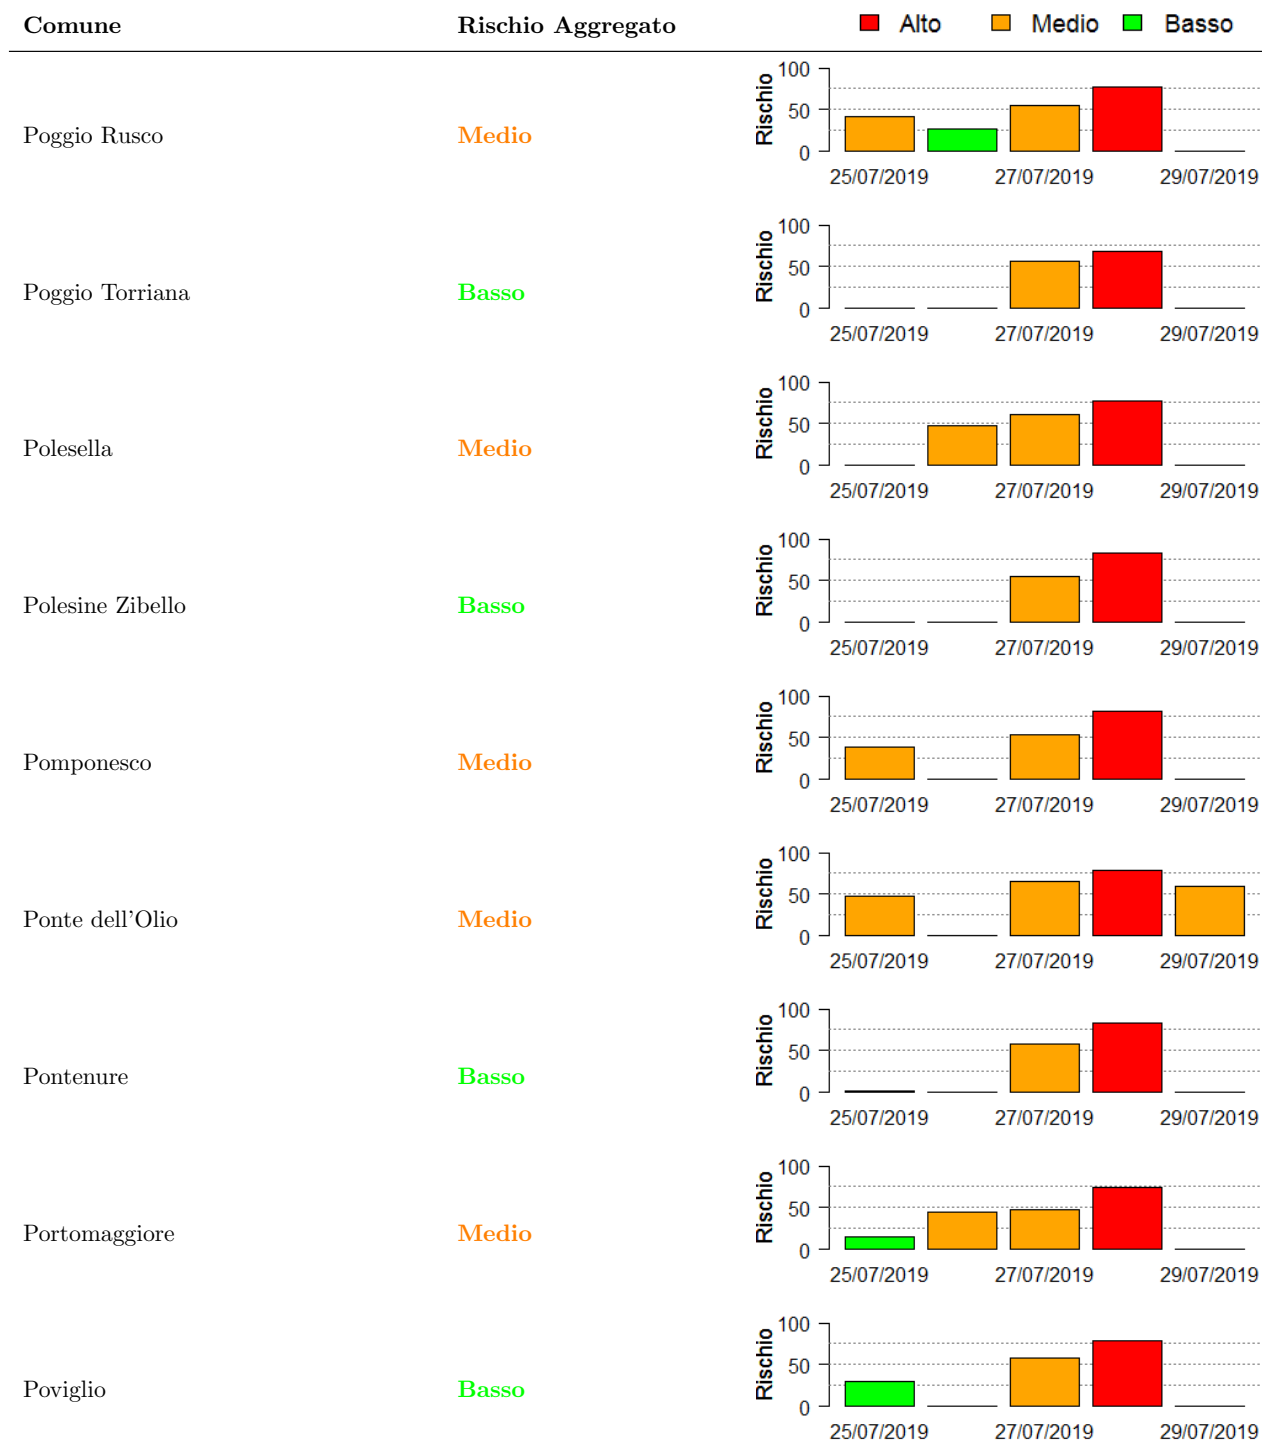 Comune Rischio Aggregato Alto Medio Basso
Poggio Rusco Medio
Rischio
100
50
0
25/07/2019 27/07/2019 29/07/2019
Poggio Torriana Basso
Rischio
100
50
0
25/07/2019 27/07/2019 29/07/2019
Polesella Medio
Rischio
100
50
0
25/07/2019 27/07/2019 29/07/2019
Polesine Zibello Basso
Rischio
100
50
0
25/07/2019 27/07/2019 29/07/2019
Pomponesco Medio
Rischio
100
50
0
25/07/2019 27/07/2019 29/07/2019
Ponte dell'Olio Medio
Rischio
100
50
0
25/07/2019 27/07/2019 29/07/2019
Pontenure Basso
Rischio
100
50
0
25/07/2019 27/07/2019 29/07/2019
Portomaggiore Medio
Rischio
100
50
0
25/07/2019 27/07/2019 29/07/2019
Poviglio Basso
Rischio
100
50
0
25/07/2019 27/07/2019 29/07/2019